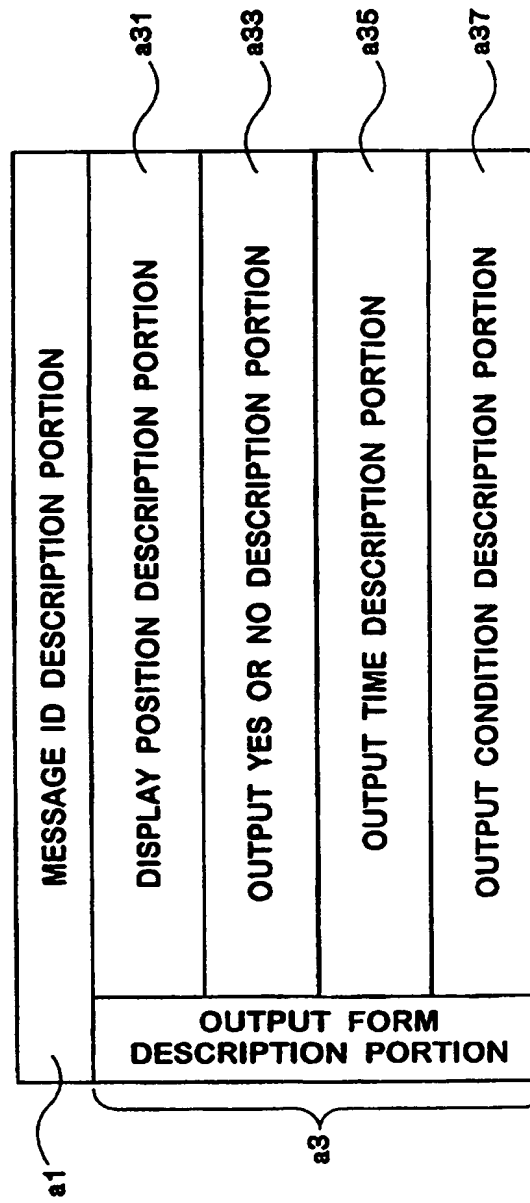 a1
MESSAGE ID DESCRIPTION PORTION
a3
OUTPUT FORM
DESCRIPTION PORTION
DISPLAY POSITION DESCRIPTION PORTION
a31
OUTPUT YES OR NO DESCRIPTION PORTION
a33
OUTPUT TIME DESCRIPTION PORTION
a35
OUTPUT CONDITION DESCRIPTION PORTION
a37